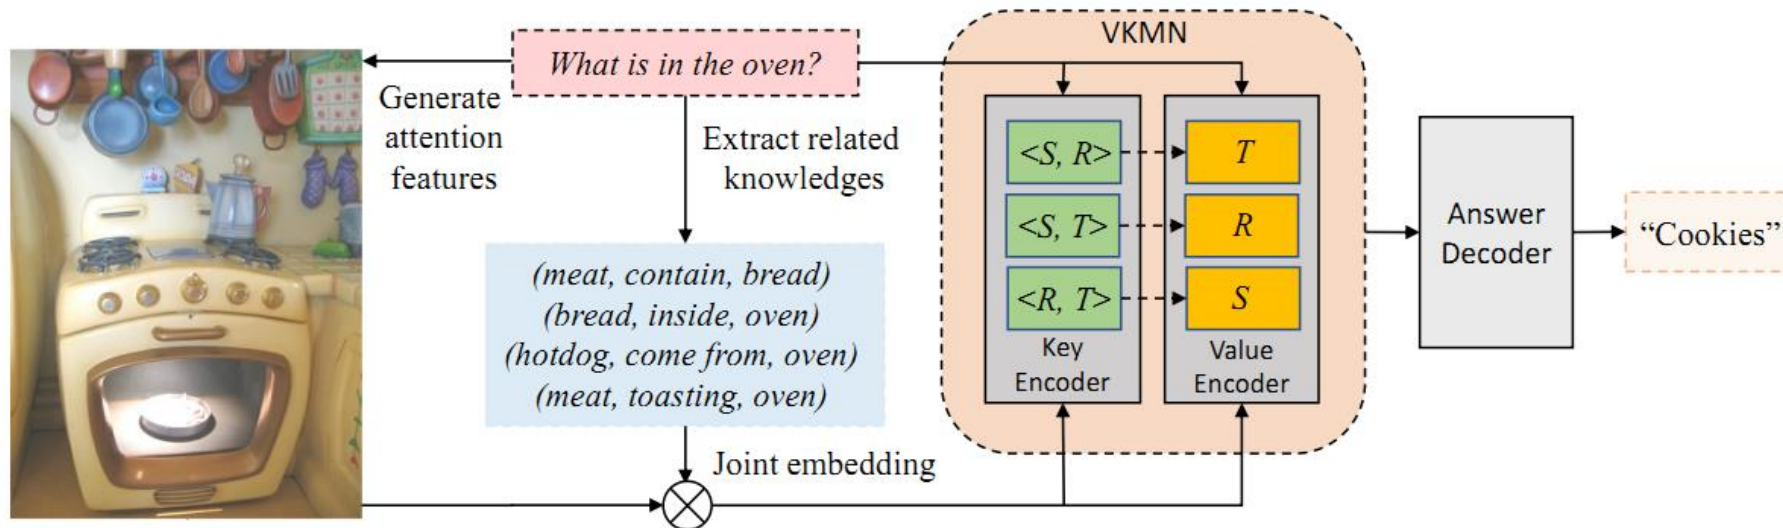 What is in the oven?
Generate
attention
features
Extract related
knowledges
(meat, contain, bread)
(bread, inside, oven)
(hotdog, come from, oven)
(meat, toasting, oven)
Joint embedding
VKMN
<S, R>
T
<S, T>
R
<R, T>
S
Key
Encoder
Value
Encoder
Answer
Decoder
“Cookies”